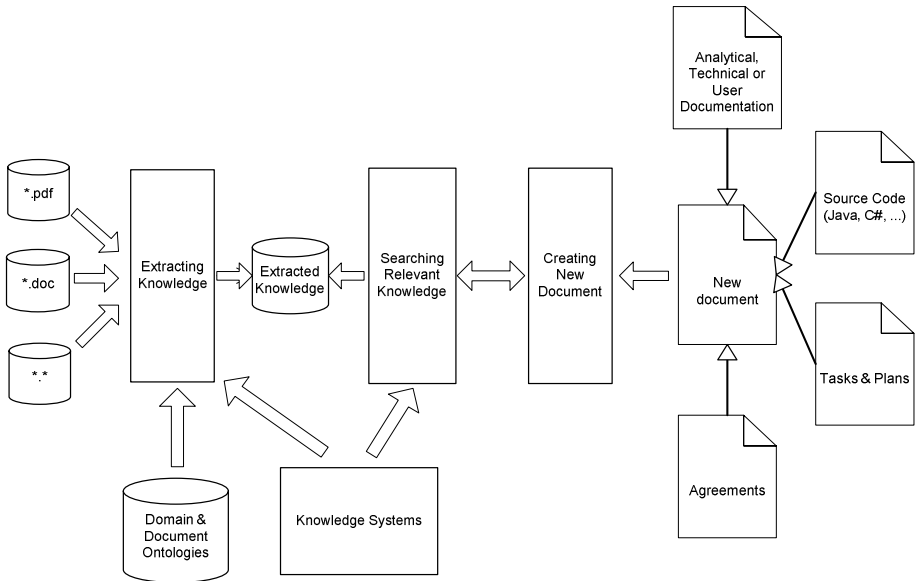 *.pdf
*.doc
*.*
Extracting
Knowledge
Extracted
Knowledge
Searching
Relevant
Knowledge
Creating
New
Document
Analytical,
Technical or
User
Documentation
New
document
Source Code
(Java, C#, ...)
Tasks & Plans
Agreements
Domain &
Document
Ontologies
Knowledge Systems